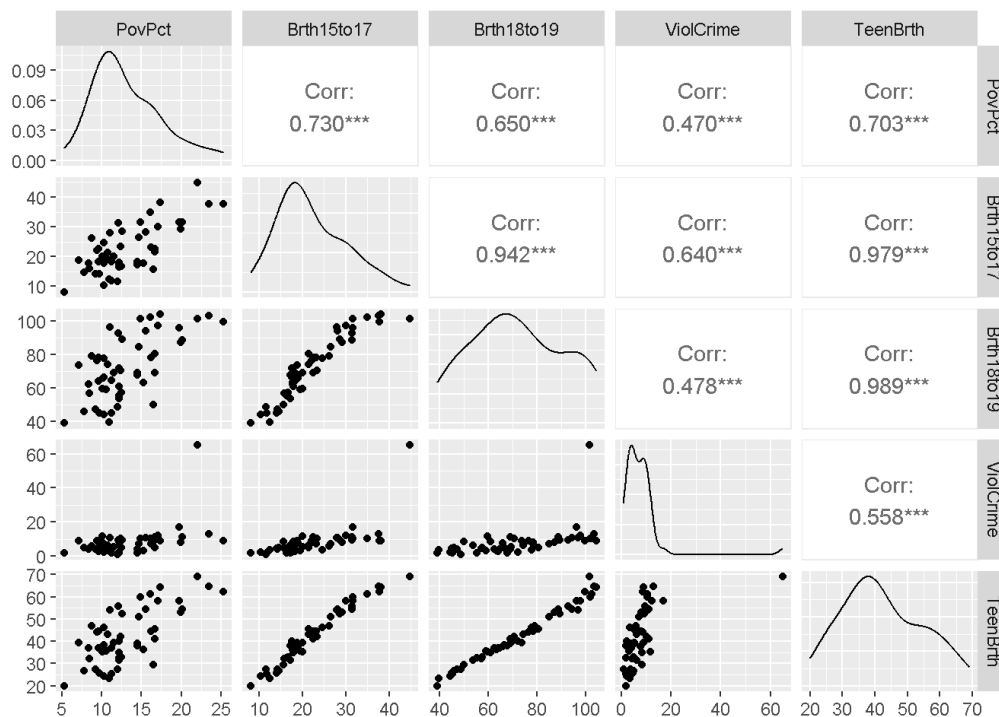 PovPct Brth15to17 Brth18to19 ViolCrime TeenBrth
0.09
0.06
0.03
0.00
Corr:
0.730***
Corr:
0.650***
Corr:
0.470***
Corr:
0.703***
PovPct
40
30
20
10
Corr:
0.942***
Corr:
0.640***
Corr:
0.979***
Brth15to17
100
80
60
40
Corr:
0.478***
Corr:
0.989***
Brth18to19
60
40
20
0
Corr:
0.558***
ViolCrime
70
60
50
40
30
20
TeenBrth
5 10 15 20 25 10 20 30 40 40 60 80 100 0 20 40 60 20 30 40 50 60 70